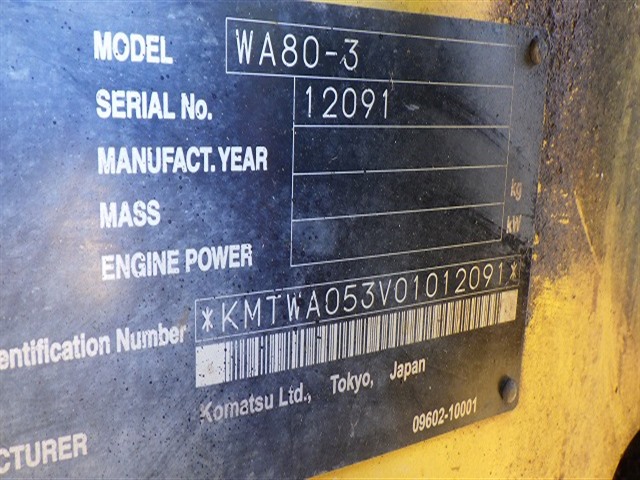 MODEL WA80-3
SERIAL No. 12091
MANUFACT. YEAR
MASS kg
ENGINE POWER kW
entification Number *KMTWA053V01012091*
CTURER Komatsu Ltd., Tokyo, Japan
09602-10001